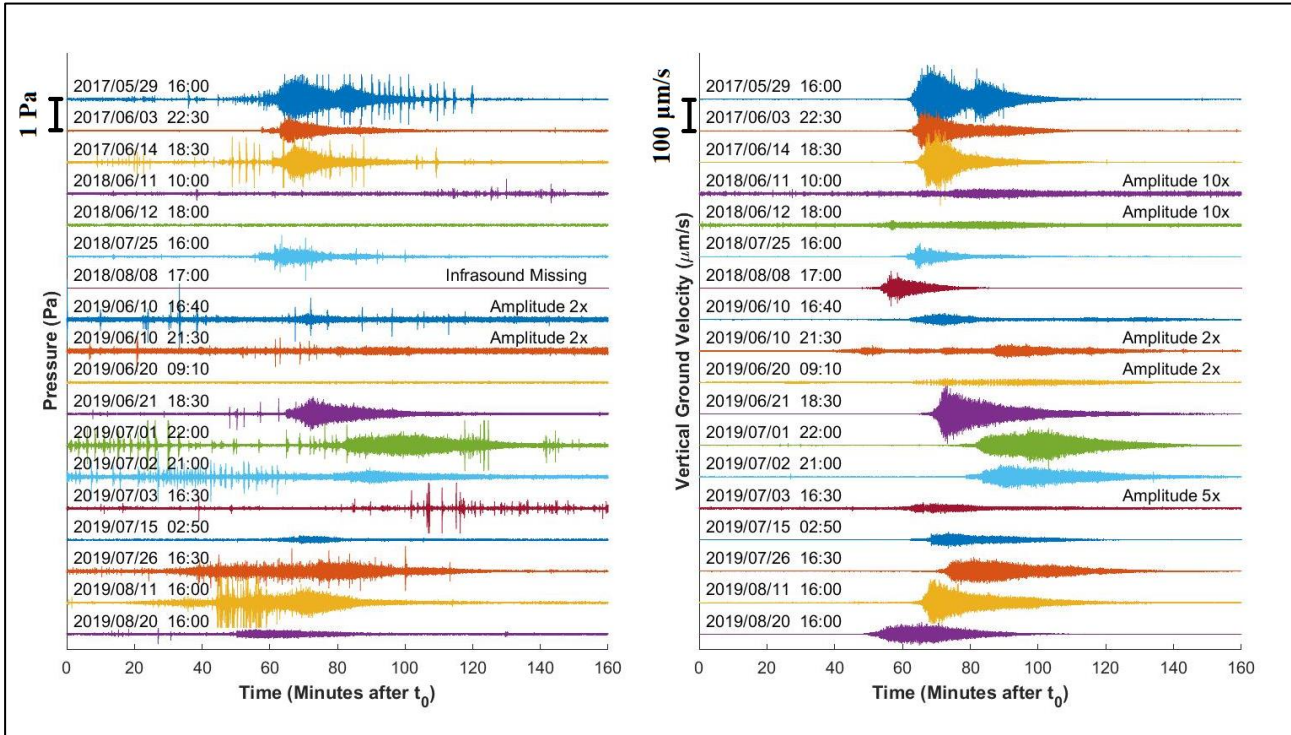 1 Pa
Pressure (Pa)
2017/05/29 16:00
2017/06/03 22:30
2017/06/14 18:30
2018/06/11 10:00
2018/06/12 18:00
2018/07/25 16:00
2018/08/08 17:00
Infrasound Missing
2019/06/10 16:40
Amplitude 2x
2019/06/10 21:30
Amplitude 2x
2019/06/20 09:10
2019/06/21 18:30
2019/07/01 22:00
2019/07/02 21:00
2019/07/03 16:30
2019/07/15 02:50
2019/07/26 16:30
2019/08/11 16:00
2019/08/20 16:00
0 20 40 60 80 100 120 140 160
Time (Minutes after t0)
100 μm/s
Vertical Ground Velocity (μm/s)
2017/05/29 16:00
2017/06/03 22:30
2017/06/14 18:30
2018/06/11 10:00
Amplitude 10x
2018/06/12 18:00
Amplitude 10x
2018/07/25 16:00
2018/08/08 17:00
2019/06/10 16:40
2019/06/10 21:30
Amplitude 2x
2019/06/20 09:10
Amplitude 2x
2019/06/21 18:30
2019/07/01 22:00
2019/07/02 21:00
2019/07/03 16:30
Amplitude 5x
2019/07/15 02:50
2019/07/26 16:30
2019/08/11 16:00
2019/08/20 16:00
0 20 40 60 80 100 120 140 160
Time (Minutes after t0)